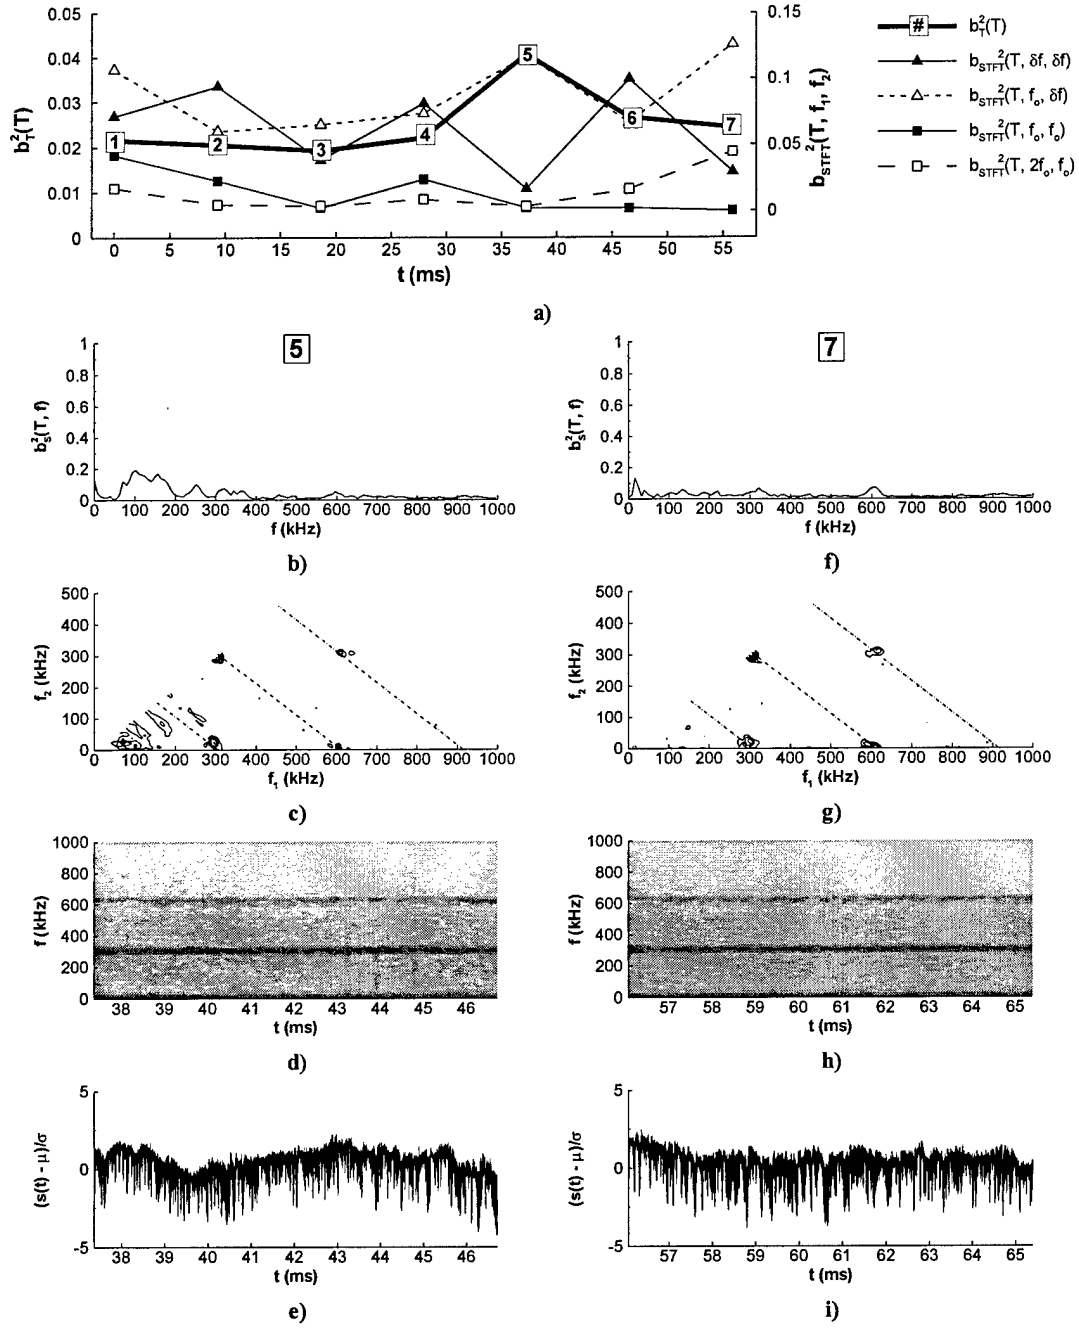 0.05 0.15 # b_T^2(T)
0.04 b_STFT^2(T, δf, δf)
0.03 0.1 b_STFT^2(T, f_o, δf)
0.02 0.05 b_STFT^2(T, f_o, f_o)
0.01 0 b_STFT^2(T, 2f_o, f_o)
0
b_T^2(T)
b_STFT^2(T, f_1, f_2)
1 2 3 4 5 6 7
0 5 10 15 20 25 30 35 40 45 50 55
t (ms)
a)
5
1
0.8
0.6
0.4
0.2
0
b_S^2(T, f)
0 100 200 300 400 500 600 700 800 900 1000
f (kHz)
b)
7
1
0.8
0.6
0.4
0.2
0
b_S^2(T, f)
0 100 200 300 400 500 600 700 800 900 1000
f (kHz)
f)
500
400
300
200
100
0
f_2 (kHz)
0 100 200 300 400 500 600 700 800 900 1000
f_1 (kHz)
c)
500
400
300
200
100
0
f_2 (kHz)
0 100 200 300 400 500 600 700 800 900 1000
f_1 (kHz)
g)
1000
800
600
400
200
0
f (kHz)
38 39 40 41 42 43 44 45 46
t (ms)
d)
1000
800
600
400
200
0
f (kHz)
57 58 59 60 61 62 63 64 65
t (ms)
h)
5
0
-5
(s(t) - μ)/σ
38 39 40 41 42 43 44 45 46
t (ms)
e)
5
0
-5
(s(t) - μ)/σ
57 58 59 60 61 62 63 64 65
t (ms)
i)